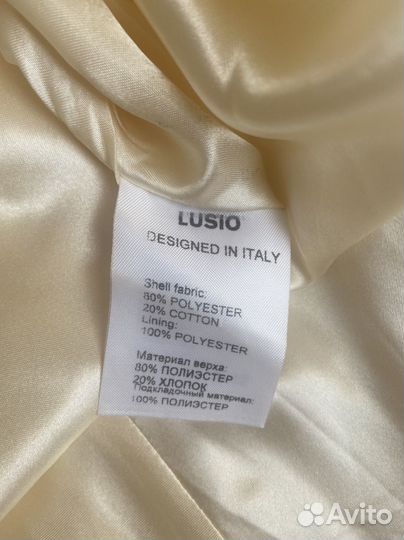 LUSIO
DESIGNED IN ITALY
Shell fabric:
80% POLYESTER
20% COTTON
Lining:
100% POLYESTER
Материал верха:
80% ПОЛИЭСТЕР
20% ХЛОПОК
Подкладочный материал:
100% ПОЛИЭСТЕР
Avito